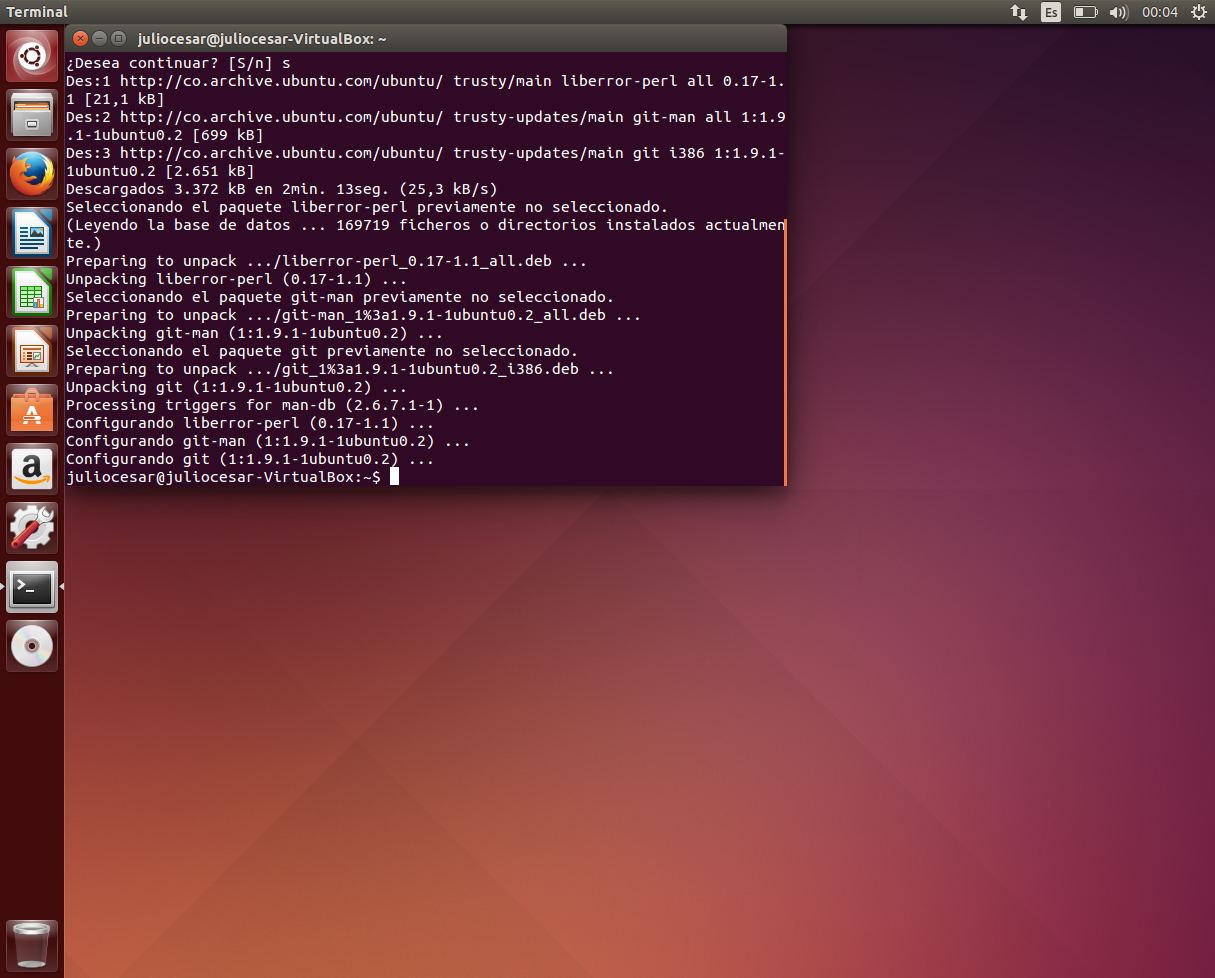 Terminal
Es
00:04
juliocesar@juliocesar-VirtualBox: ~
¿Desea continuar? [S/n] s
Des:1 http://co.archive.ubuntu.com/ubuntu/ trusty/main liberror-perl all 0.17-1.
1 [21,1 kB]
Des:2 http://co.archive.ubuntu.com/ubuntu/ trusty-updates/main git-man all 1:1.9
.1-1ubuntu0.2 [699 kB]
Des:3 http://co.archive.ubuntu.com/ubuntu/ trusty-updates/main git i386 1:1.9.1-
1ubuntu0.2 [2.651 kB]
Descargados 3.372 kB en 2min. 13seg. (25,3 kB/s)
Seleccionando el paquete liberror-perl previamente no seleccionado.
(Leyendo la base de datos ... 169719 ficheros o directorios instalados actualmen
te.)
Preparing to unpack .../liberror-perl_0.17-1.1_all.deb ...
Unpacking liberror-perl (0.17-1.1) ...
Seleccionando el paquete git-man previamente no seleccionado.
Preparing to unpack .../git-man_1%3a1.9.1-1ubuntu0.2_all.deb ...
Unpacking git-man (1:1.9.1-1ubuntu0.2) ...
Seleccionando el paquete git previamente no seleccionado.
Preparing to unpack .../git_1%3a1.9.1-1ubuntu0.2_i386.deb ...
Unpacking git (1:1.9.1-1ubuntu0.2) ...
Processing triggers for man-db (2.6.7.1-1) ...
Configurando liberror-perl (0.17-1.1) ...
Configurando git-man (1:1.9.1-1ubuntu0.2) ...
Configurando git (1:1.9.1-1ubuntu0.2) ...
juliocesar@juliocesar-VirtualBox:~$